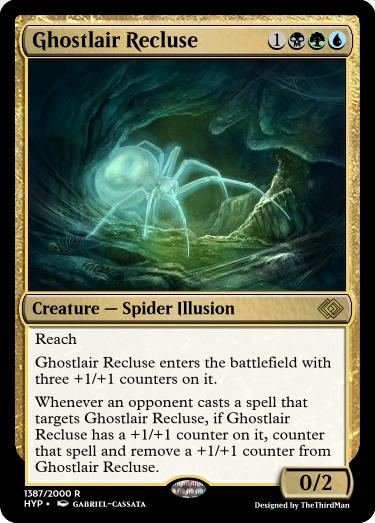 Ghostlair Recluse 1
Creature — Spider Illusion
Reach
Ghostlair Recluse enters the battlefield with
three +1/+1 counters on it.
Whenever an opponent casts a spell that
targets Ghostlair Recluse, if Ghostlair
Recluse has a +1/+1 counter on it, counter
that spell and remove a +1/+1 counter from
Ghostlair Recluse.
0/2
1387/2000 R
HYP • GABRIEL-CASSATA
Designed by TheThirdMan